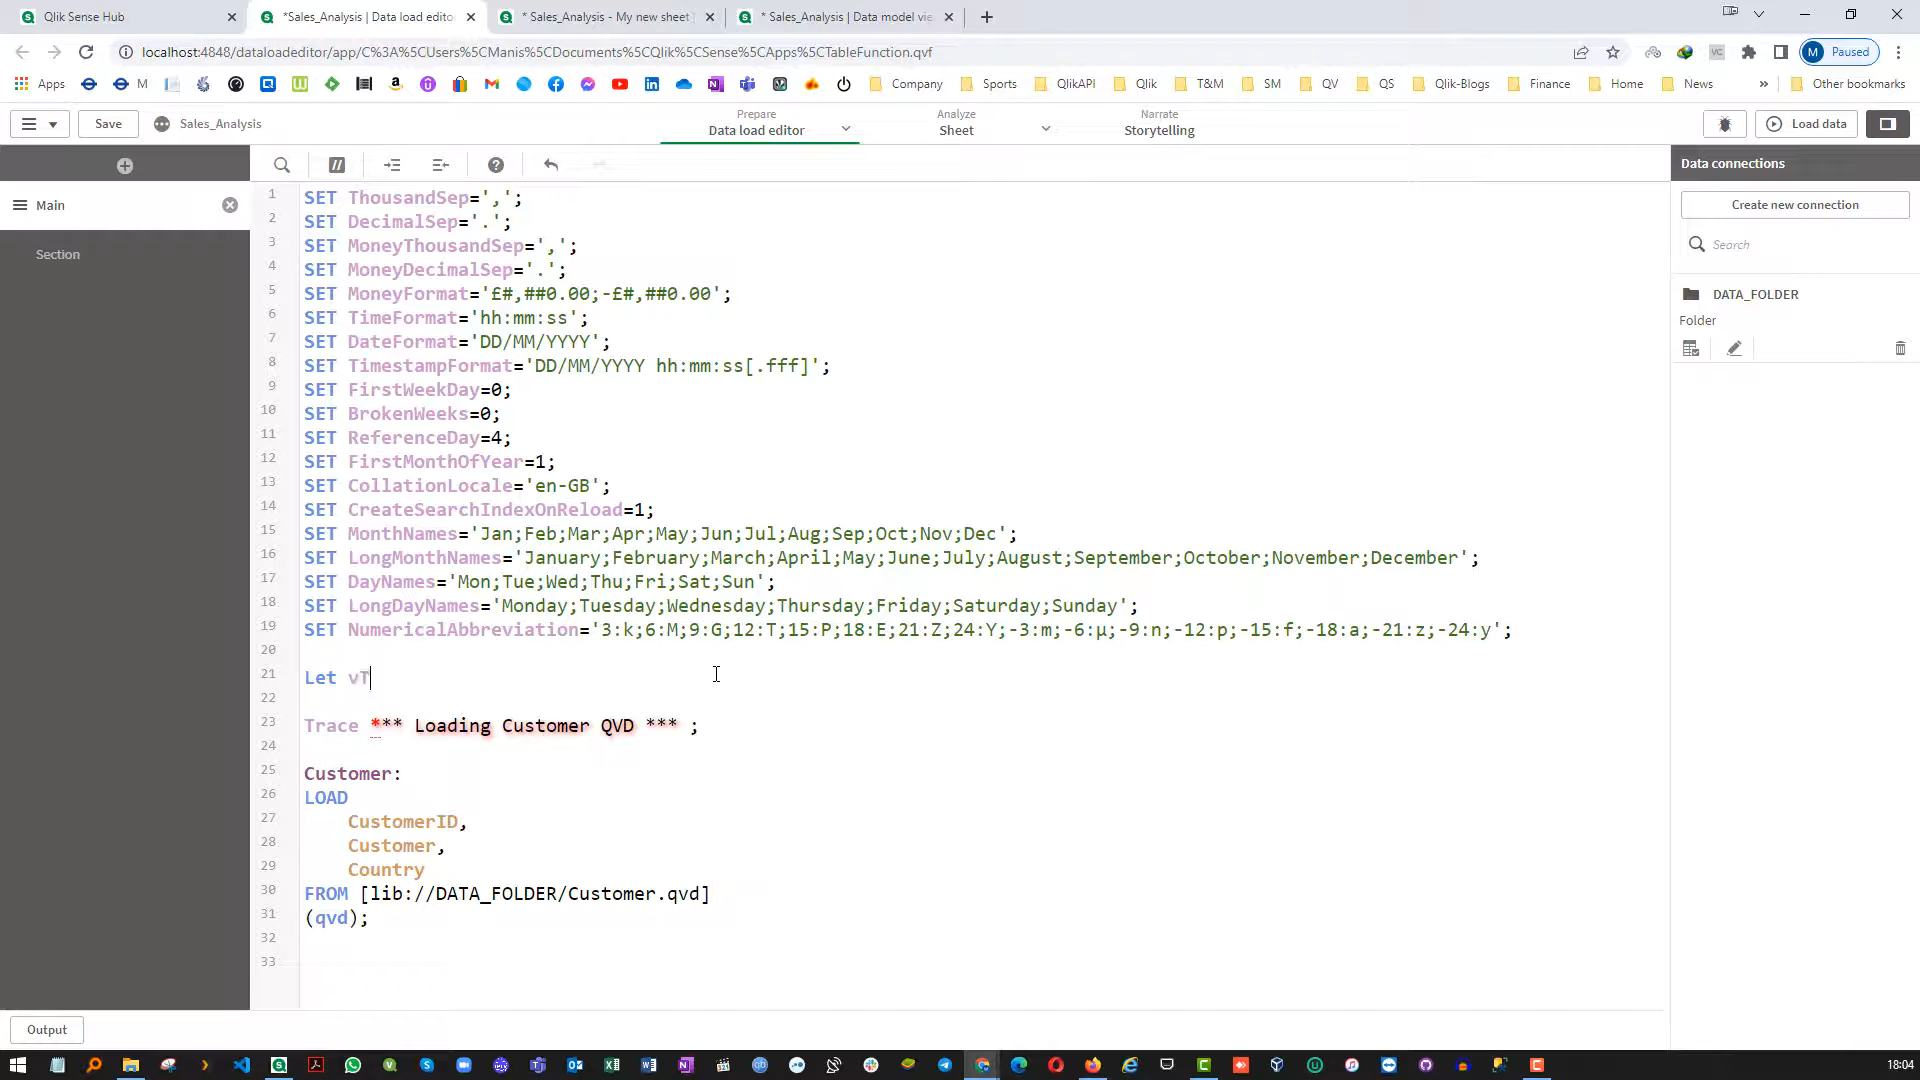 Qlik Sense Hub
*Sales_Analysis | Data load edito
* Sales_Analysis - My new sheet
* Sales_Analysis | Data model vie
localhost:4848/dataloadeditor/app/C%3A%5CUsers%5CManis%5CDocuments%5CQlik%5CSense%5CApps%5CTableFunction.qvf
M Paused
Apps M Company Sports QlikAPI Qlik T&M SM QV QS Qlik-Blogs Finance Home News » Other bookmarks
Save
Sales_Analysis
Prepare
Data load editor
Analyze
Sheet
Narrate
Storytelling
Load data
Main
Section
1 SET ThousandSep=',';
2 SET DecimalSep='.';
3 SET MoneyThousandSep=',';
4 SET MoneyDecimalSep='.';
5 SET MoneyFormat='£#,##0.00;-£#,##0.00';
6 SET TimeFormat='hh:mm:ss';
7 SET DateFormat='DD/MM/YYYY';
8 SET TimestampFormat='DD/MM/YYYY hh:mm:ss[.fff]';
9 SET FirstWeekDay=0;
10 SET BrokenWeeks=0;
11 SET ReferenceDay=4;
12 SET FirstMonthOfYear=1;
13 SET CollationLocale='en-GB';
14 SET CreateSearchIndexOnReload=1;
15 SET MonthNames='Jan;Feb;Mar;Apr;May;Jun;Jul;Aug;Sep;Oct;Nov;Dec';
16 SET LongMonthNames='January;February;March;April;May;June;July;August;September;October;November;December';
17 SET DayNames='Mon;Tue;Wed;Thu;Fri;Sat;Sun';
18 SET LongDayNames='Monday;Tuesday;Wednesday;Thursday;Friday;Saturday;Sunday';
19 SET NumericalAbbreviation='3:k;6:M;9:G;12:T;15:P;18:E;21:Z;24:Y;-3:m;-6:µ;-9:n;-12:p;-15:f;-18:a;-21:z;-24:y';
20
21 Let vT
22
23 Trace *** Loading Customer QVD *** ;
24
25 Customer:
26 LOAD
27 CustomerID,
28 Customer,
29 Country
30 FROM [lib://DATA_FOLDER/Customer.qvd]
31 (qvd);
32
33
Data connections
Create new connection
Search
DATA_FOLDER
Folder
Output
18:04